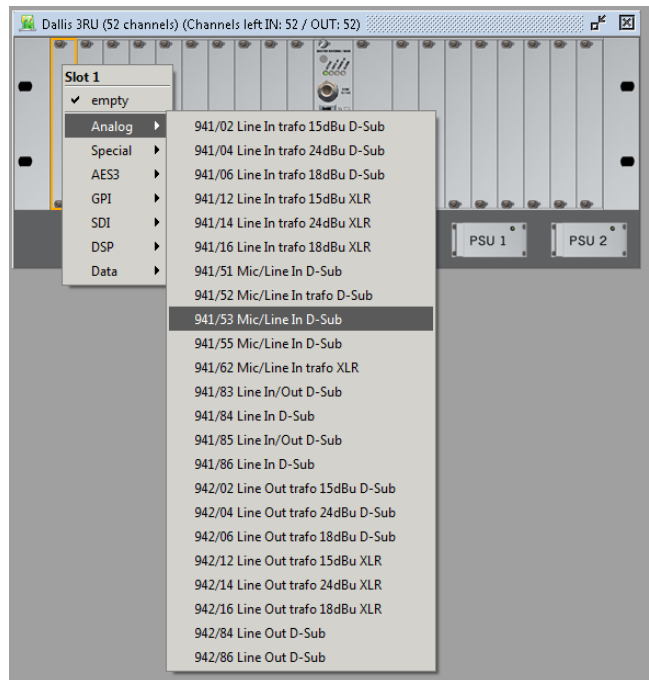 Dallis 3RU (52 channels) (Channels left IN: 52 / OUT: 52)
Slot 1
empty
Analog
Special
AES3
GPI
SDI
DSP
Data
941/02 Line In trafo 15dBu D-Sub
941/04 Line In trafo 24dBu D-Sub
941/06 Line In trafo 18dBu D-Sub
941/12 Line In trafo 15dBu XLR
941/14 Line In trafo 24dBu XLR
941/16 Line In trafo 18dBu XLR
941/51 Mic/Line In D-Sub
941/52 Mic/Line In trafo D-Sub
941/53 Mic/Line In D-Sub
941/55 Mic/Line In D-Sub
941/62 Mic/Line In trafo XLR
941/83 Line In/Out D-Sub
941/84 Line In D-Sub
941/85 Line In/Out D-Sub
941/86 Line In D-Sub
942/02 Line Out trafo 15dBu D-Sub
942/04 Line Out trafo 24dBu D-Sub
942/06 Line Out trafo 18dBu D-Sub
942/12 Line Out trafo 15dBu XLR
942/14 Line Out trafo 24dBu XLR
942/16 Line Out trafo 18dBu XLR
942/84 Line Out D-Sub
942/86 Line Out D-Sub
PSU 1
PSU 2